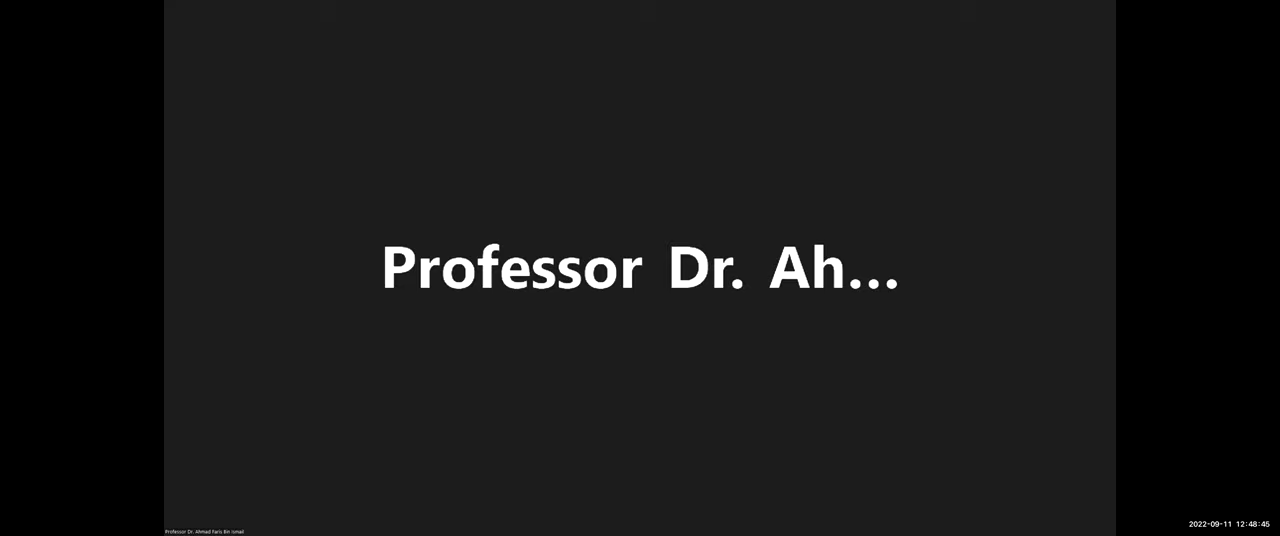 Professor Dr. Ah...
Professor Dr. Ahmad Faris Bin Ismail
2022-09-11 12:48:45